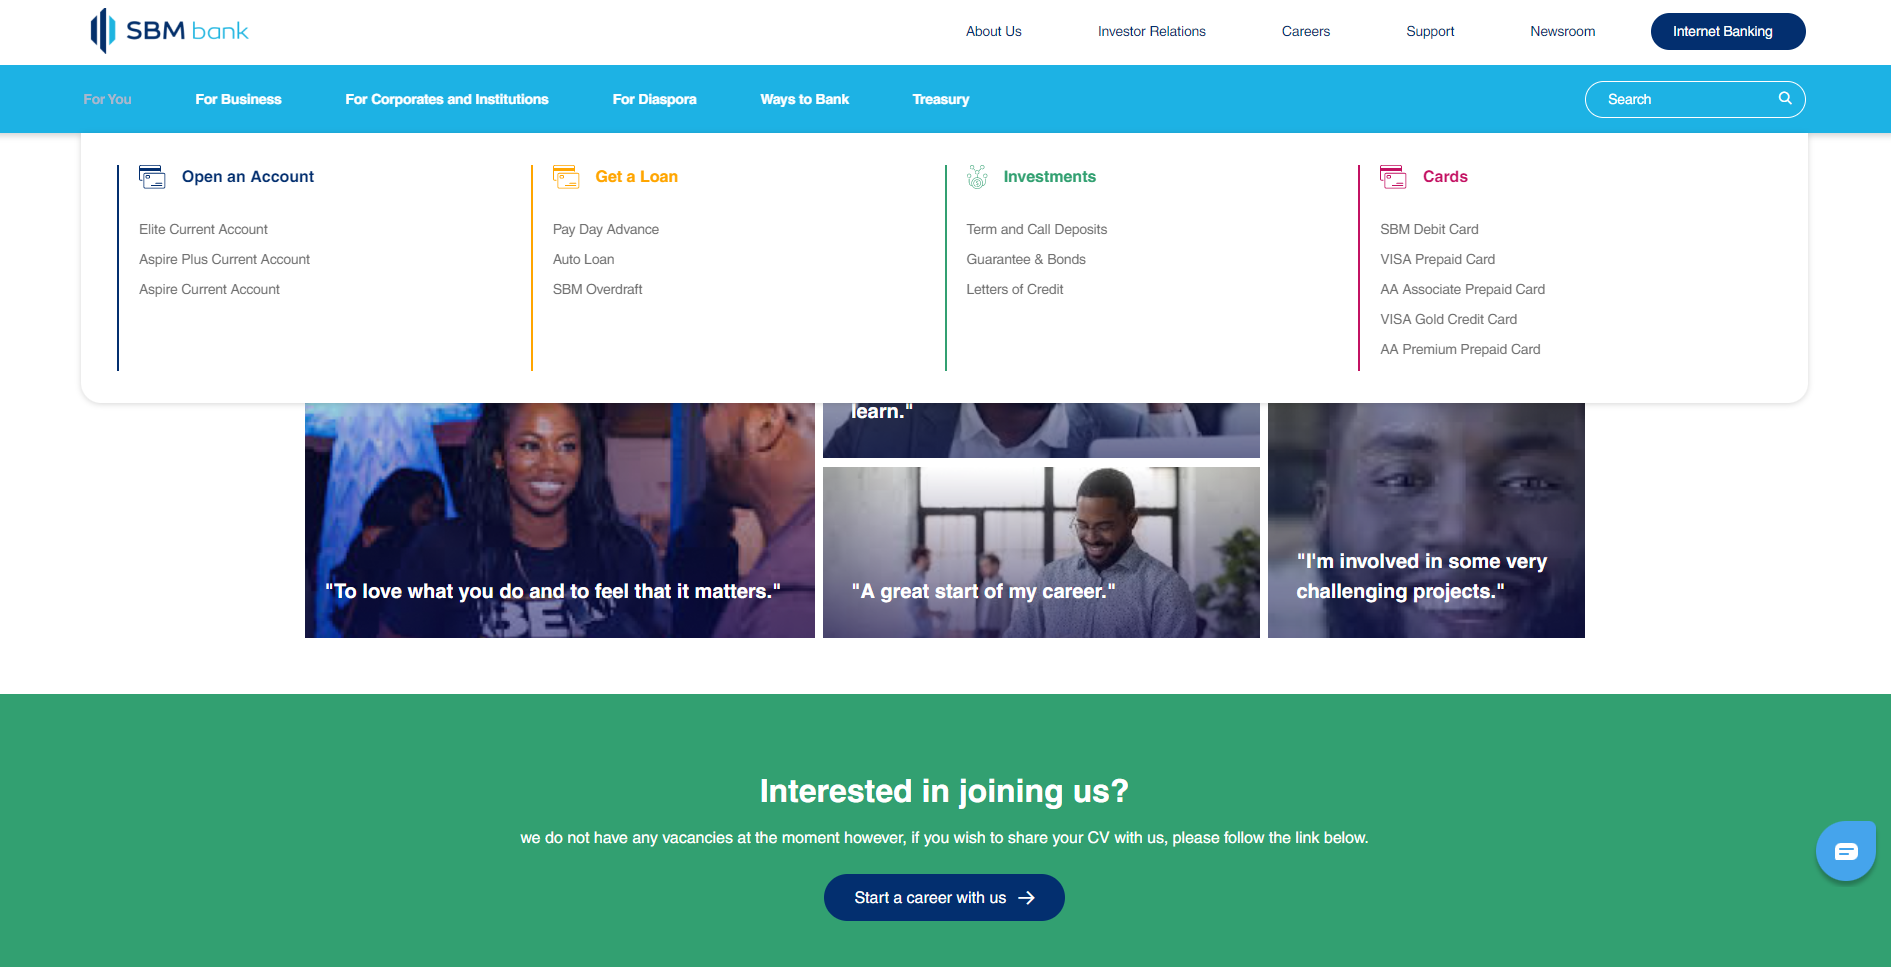 SBM bank
About Us
Investor Relations
Careers
Support
Newsroom
Internet Banking
For You
For Business
For Corporates and Institutions
For Diaspora
Ways to Bank
Treasury
Search
Open an Account
Elite Current Account
Aspire Plus Current Account
Aspire Current Account
Get a Loan
Pay Day Advance
Auto Loan
SBM Overdraft
Investments
Term and Call Deposits
Guarantee & Bonds
Letters of Credit
Cards
SBM Debit Card
VISA Prepaid Card
AA Associate Prepaid Card
VISA Gold Credit Card
AA Premium Prepaid Card
learn."
"To love what you do and to feel that it matters."
"A great start of my career."
"I'm involved in some very
challenging projects."
Interested in joining us?
we do not have any vacancies at the moment however, if you wish to share your CV with us, please follow the link below.
Start a career with us